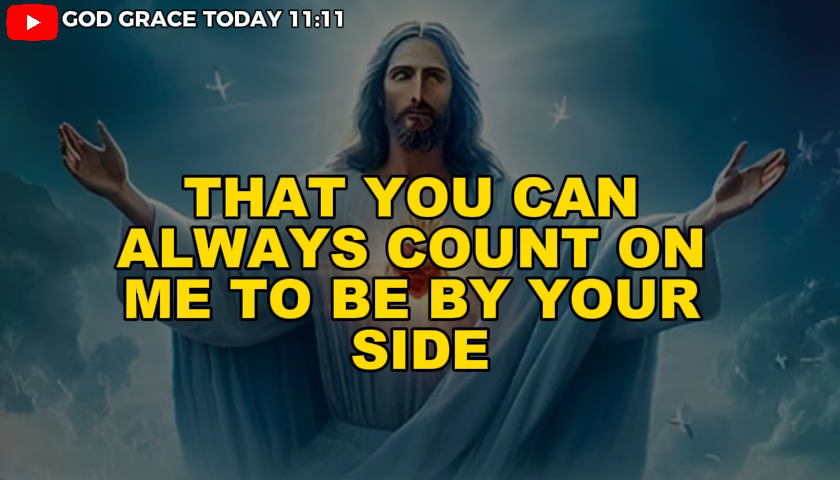 GOD GRACE TODAY 11:11
THAT YOU CAN
ALWAYS COUNT ON
ME TO BE BY YOUR
SIDE